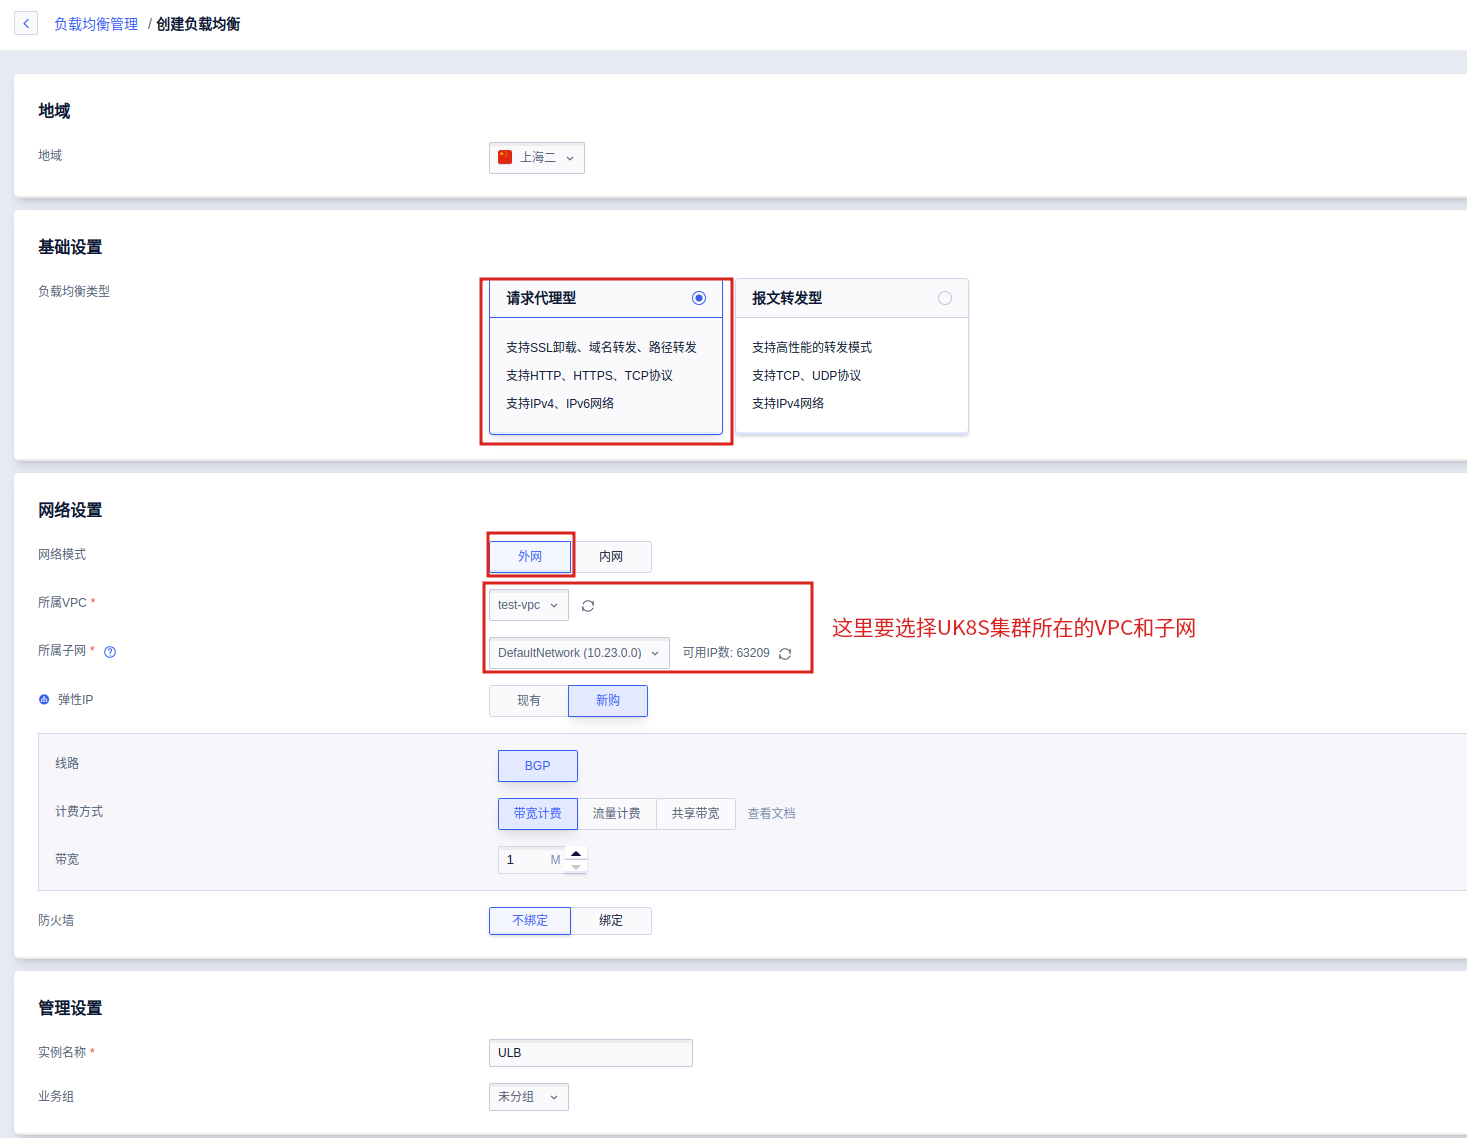 负载均衡管理 / 创建负载均衡
地域
地域 上海二
基础设置
负载均衡类型
请求代理型
支持SSL卸载、域名转发、路径转发
支持HTTP、HTTPS、TCP协议
支持IPv4、IPv6网络
报文转发型
支持高性能的转发模式
支持TCP、UDP协议
支持IPv4网络
网络设置
网络模式 外网 内网
所属VPC * test-vpc
这里要选择UK8S集群所在的VPC和子网
所属子网 * DefaultNetwork (10.23.0.0) 可用IP数: 63209
弹性IP 现有 新购
线路 BGP
计费方式 带宽计费 流量计费 共享带宽 查看文档
带宽 1 M
防火墙 不绑定 绑定
管理设置
实例名称 * ULB
业务组 未分组